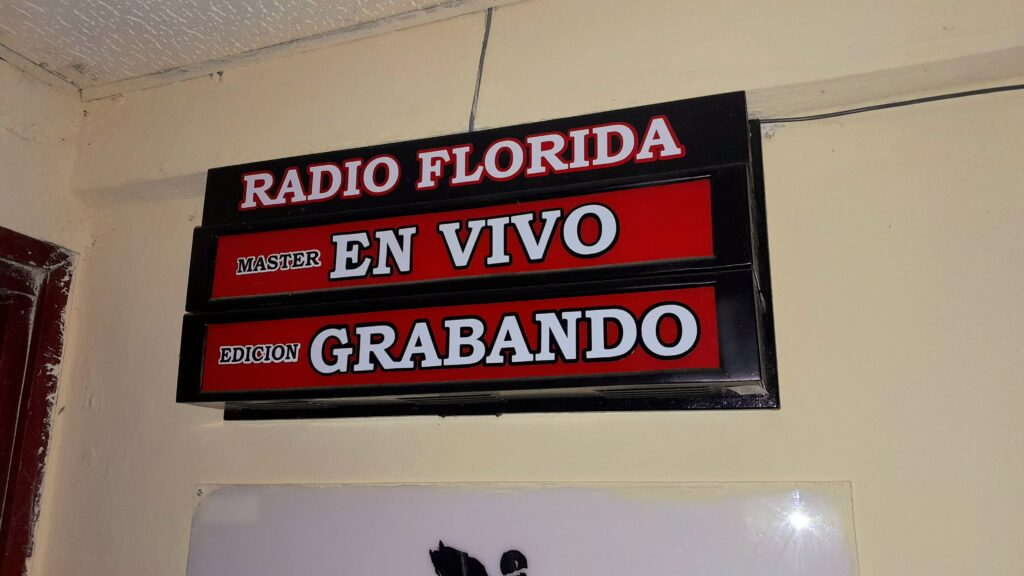 RADIO FLORIDA
MASTER EN VIVO
EDICION GRABANDO